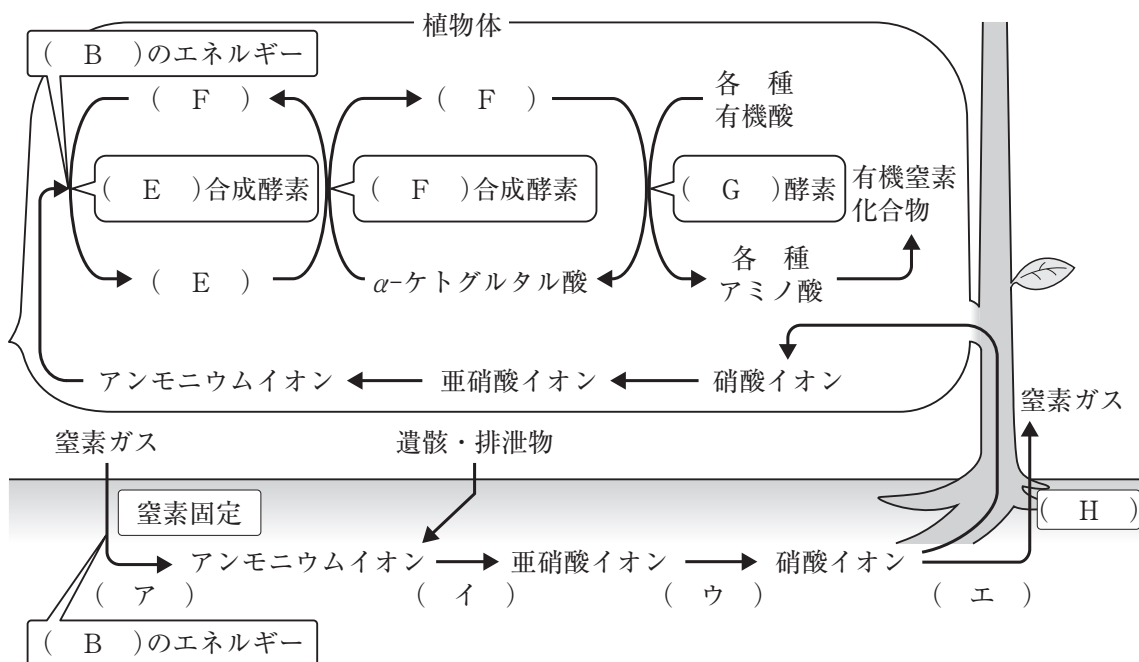 植物体
( B )のエネルギー
( F )
( F )
各 種
有機酸
( E )合成酵素
( F )合成酵素
( G )酵素
有機窒素
化合物
( E )
α-ケトグルタル酸
各 種
アミノ酸
アンモニウムイオン
亜硝酸イオン
硝酸イオン
窒素ガス
窒素ガス
遺骸・排泄物
窒素固定
( H )
アンモニウムイオン
亜硝酸イオン
硝酸イオン
( ア )
( イ )
( ウ )
( エ )
( B )のエネルギー